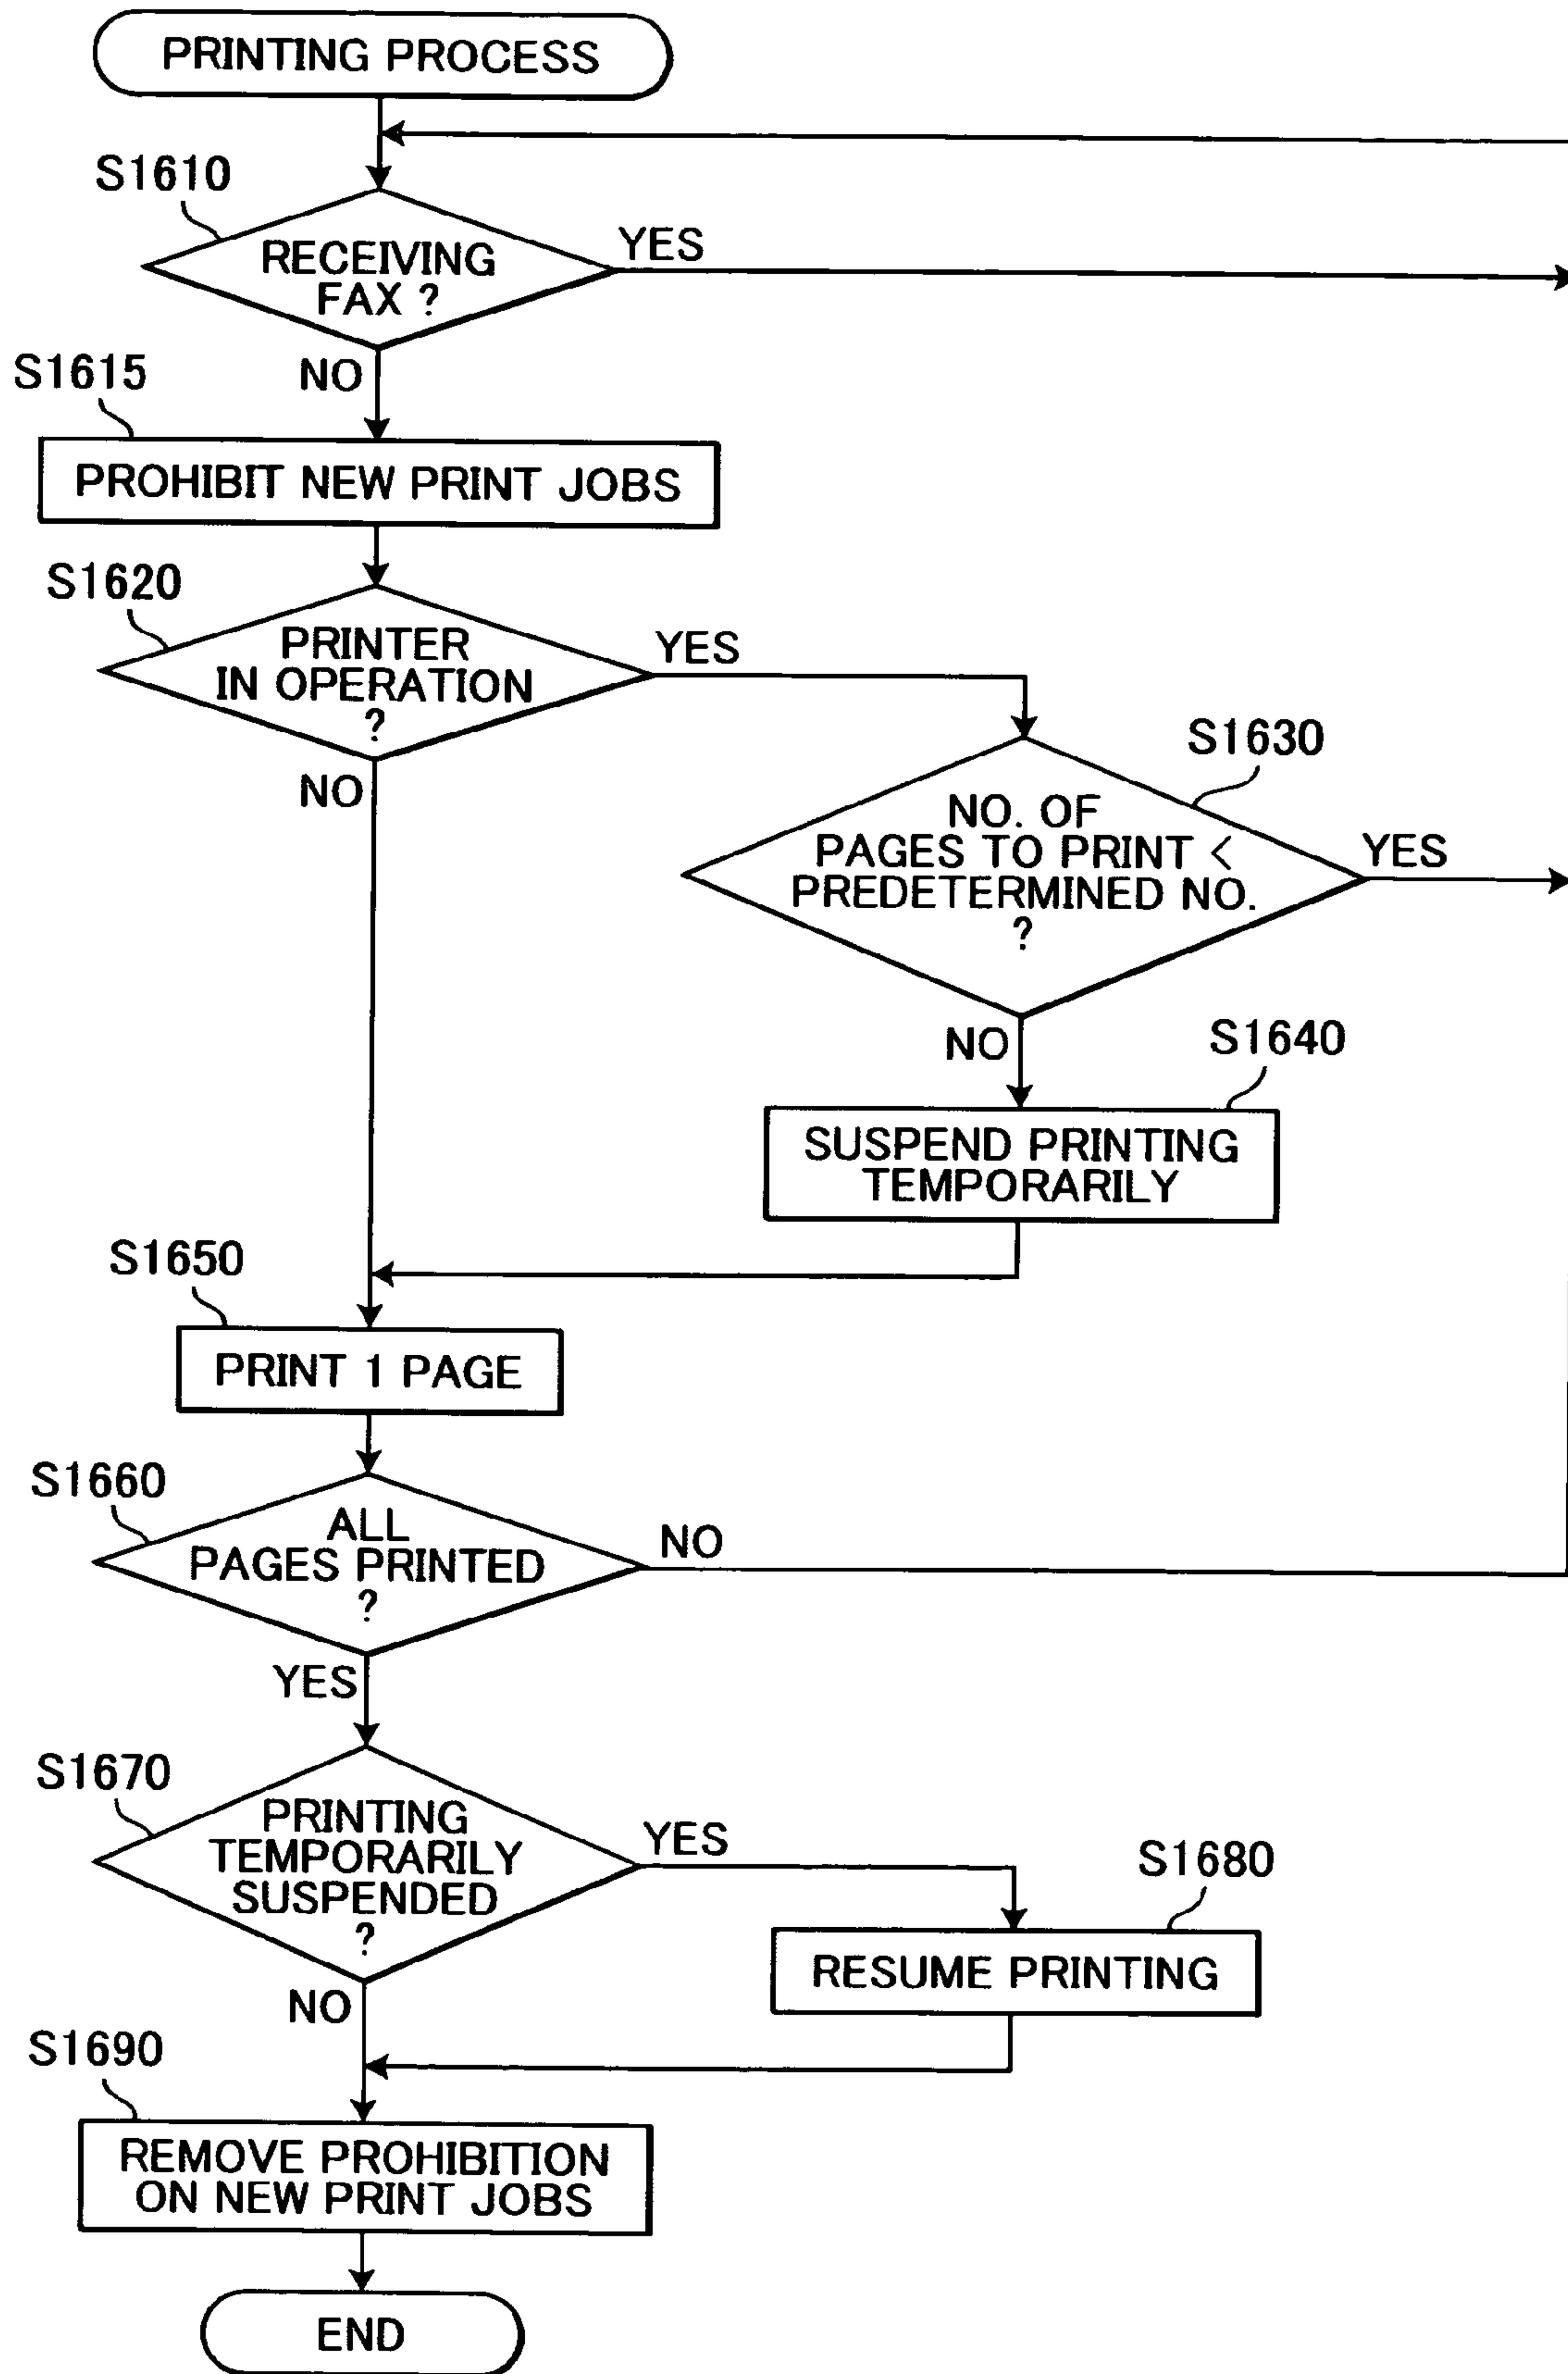 PRINTING PROCESS
S1610
RECEIVING
FAX ?
YES
NO
S1615
PROHIBIT NEW PRINT JOBS
S1620
PRINTER
IN OPERATION
?
YES
NO
S1630
NO. OF
PAGES TO PRINT <
PREDETERMINED NO.
?
YES
NO
S1640
SUSPEND PRINTING
TEMPORARILY
S1650
PRINT 1 PAGE
S1660
ALL
PAGES PRINTED
?
NO
YES
S1670
PRINTING
TEMPORARILY
SUSPENDED
?
YES
NO
S1680
RESUME PRINTING
S1690
REMOVE PROHIBITION
ON NEW PRINT JOBS
END